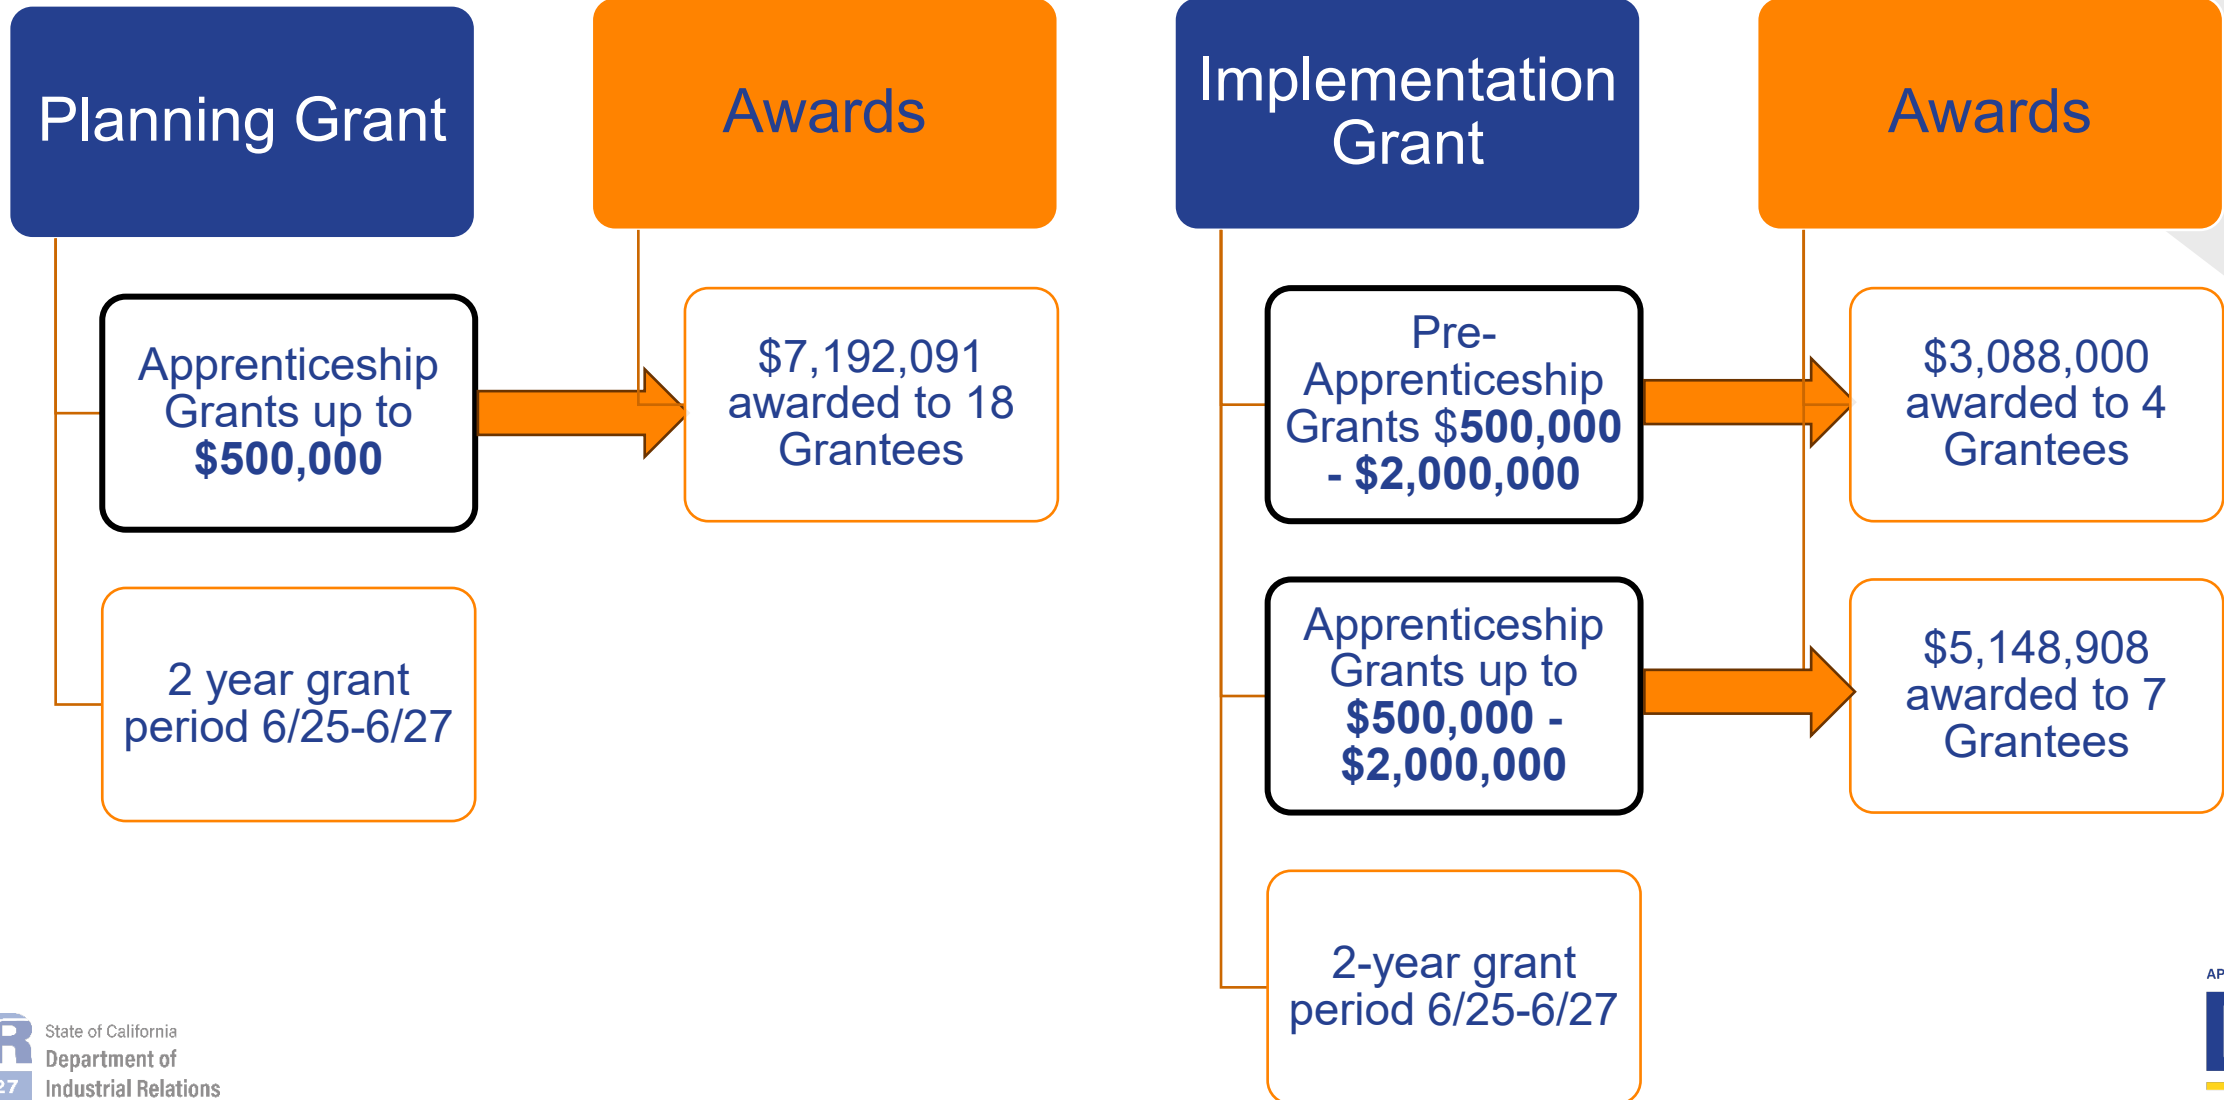 Planning Grant
Apprenticeship
Grants up to
$500,000
2 year grant
period 6/25-6/27
Awards
$7,192,091
awarded to 18
Grantees
Implementation
Grant
Pre-
Apprenticeship
Grants $500,000
- $2,000,000
Apprenticeship
Grants up to
$500,000 -
$2,000,000
2-year grant
period 6/25-6/27
Awards
$3,088,000
awarded to 4
Grantees
$5,148,908
awarded to 7
Grantees
R
27
State of California
Department of
Industrial Relations
AP